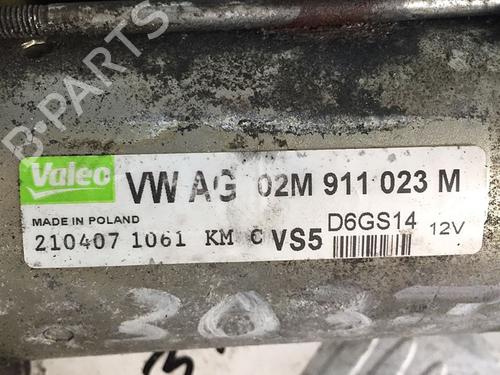 B-PARTS
Valeo
VW AG 02M 911 023 M
MADE IN POLAND
210407 1061 KM C VS5 D6GS14 12V